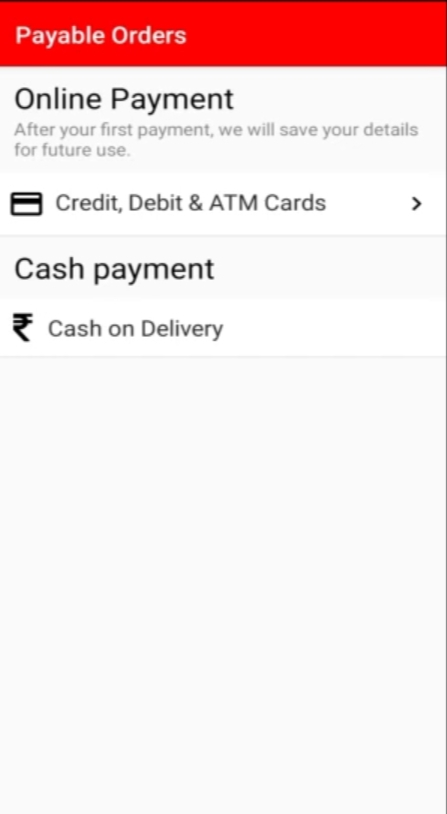 Payable Orders
Online Payment
After your first payment, we will save your details
for future use.
Credit, Debit & ATM Cards
Cash payment
₹ Cash on Delivery